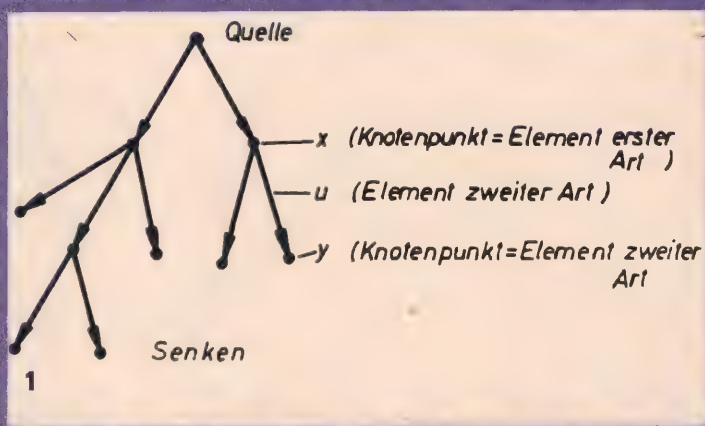 Quelle
x (Knotenpunkt=Element erster
Art )
u (Element zweiter Art)
y (Knotenpunkt=Element zweiter
Art
Senken
1